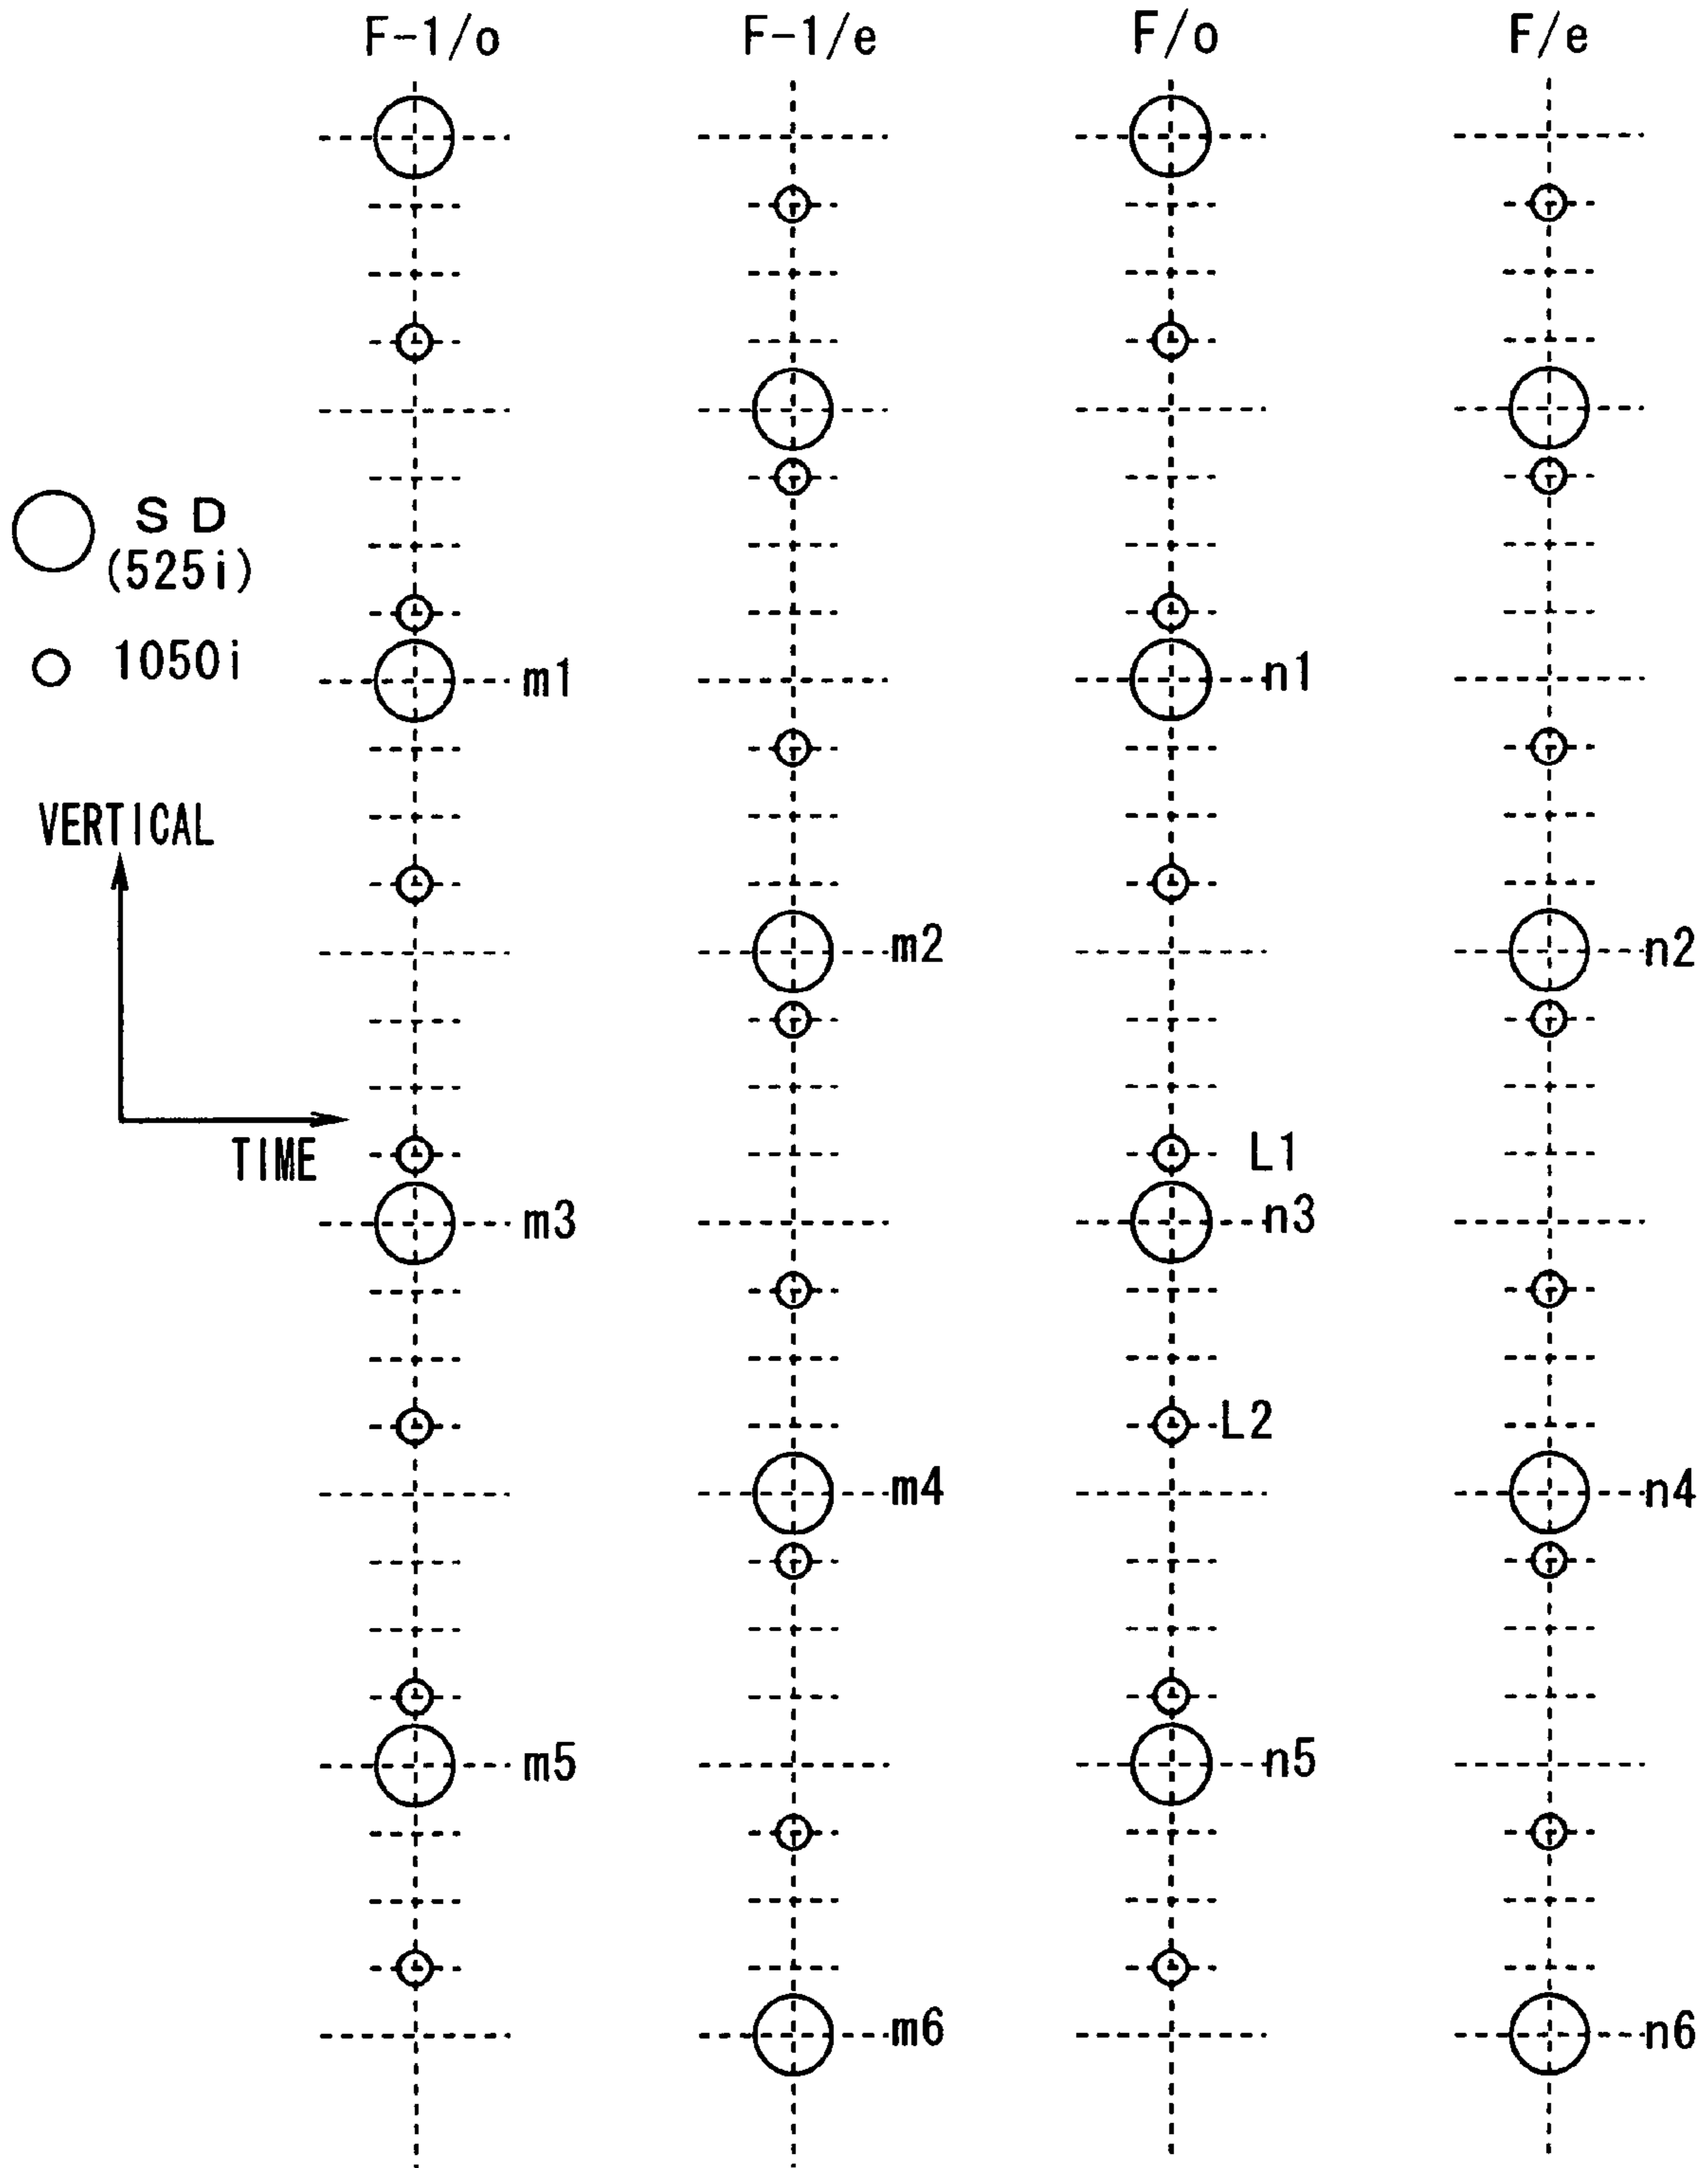 F-1/o F-1/e F/o F/e
SD
(525i)
1050i
m1 n1
VERTICAL
m2 n2
L1
TIME
m3 n3
L2
m4 n4
m5 n5
m6 n6